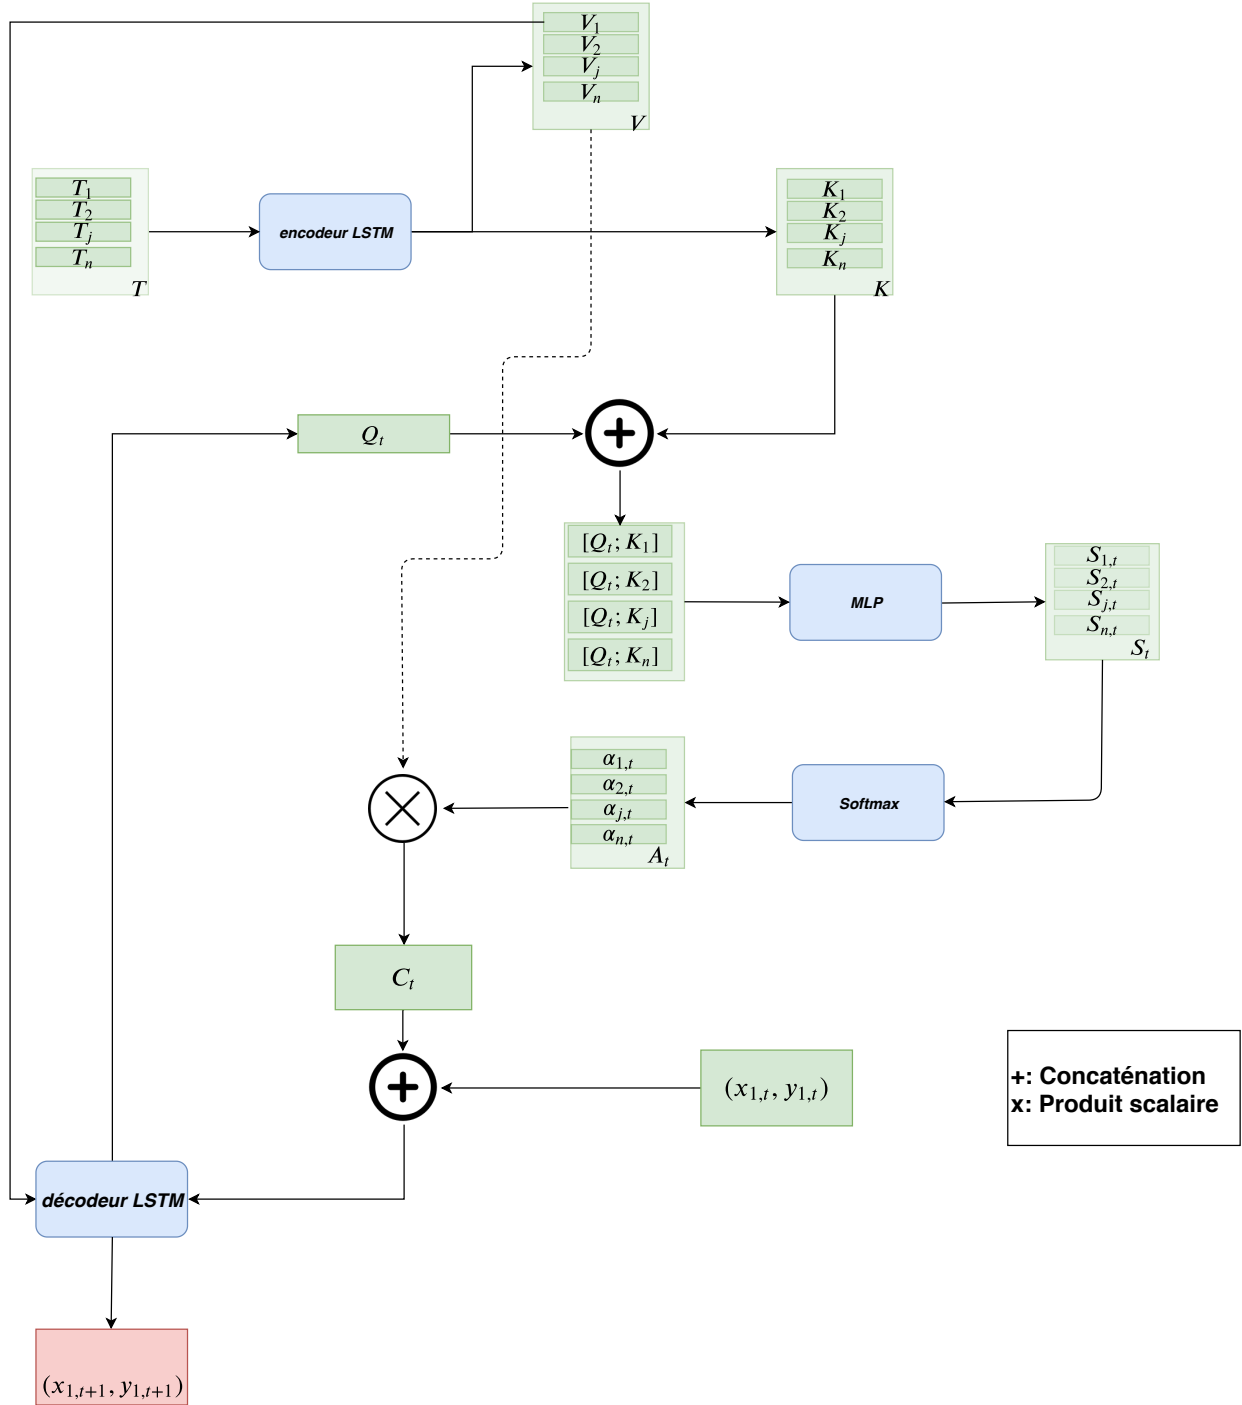 V₁
V₂
Vⱼ
Vₙ
V
T₁
T₂
Tⱼ
Tₙ
T
encodeur LSTM
K₁
K₂
Kⱼ
Kₙ
K
Qₜ
+
[Qₜ; K₁]
[Qₜ; K₂]
[Qₜ; Kⱼ]
[Qₜ; Kₙ]
MLP
S₁,ₜ
S₂,ₜ
Sⱼ,ₜ
Sₙ,ₜ
Sₜ
α₁,ₜ
α₂,ₜ
αⱼ,ₜ
αₙ,ₜ
Aₜ
Softmax
×
Cₜ
+
(x₁,ₜ, y₁,ₜ)
+: Concaténation
x: Produit scalaire
décodeur LSTM
(x₁,ₜ₊₁, y₁,ₜ₊₁)